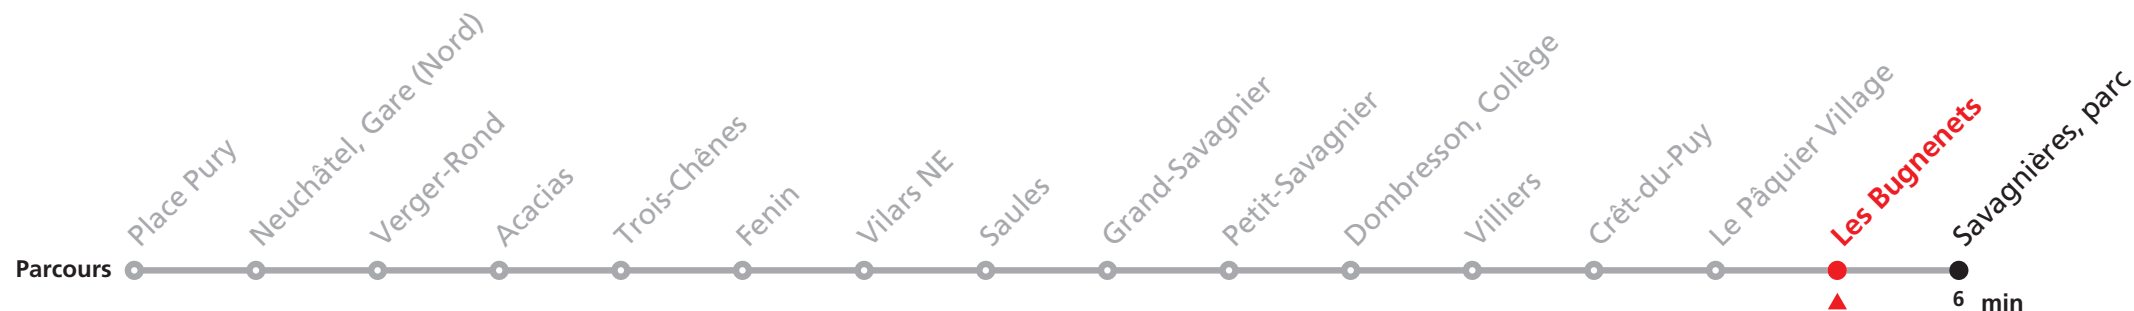 Place Pury
Neuchâtel, Gare (Nord)
Verger-Rond
Acacias
Trois-Chênes
Fenin
Vilars NE
Saules
Grand-Savagnier
Petit-Savagnier
Dombresson, Collège
Villiers
Crêt-du-Puy
Le Pâquier Village
Les Bugnenets
Savagnières, parc
Parcours
6 min